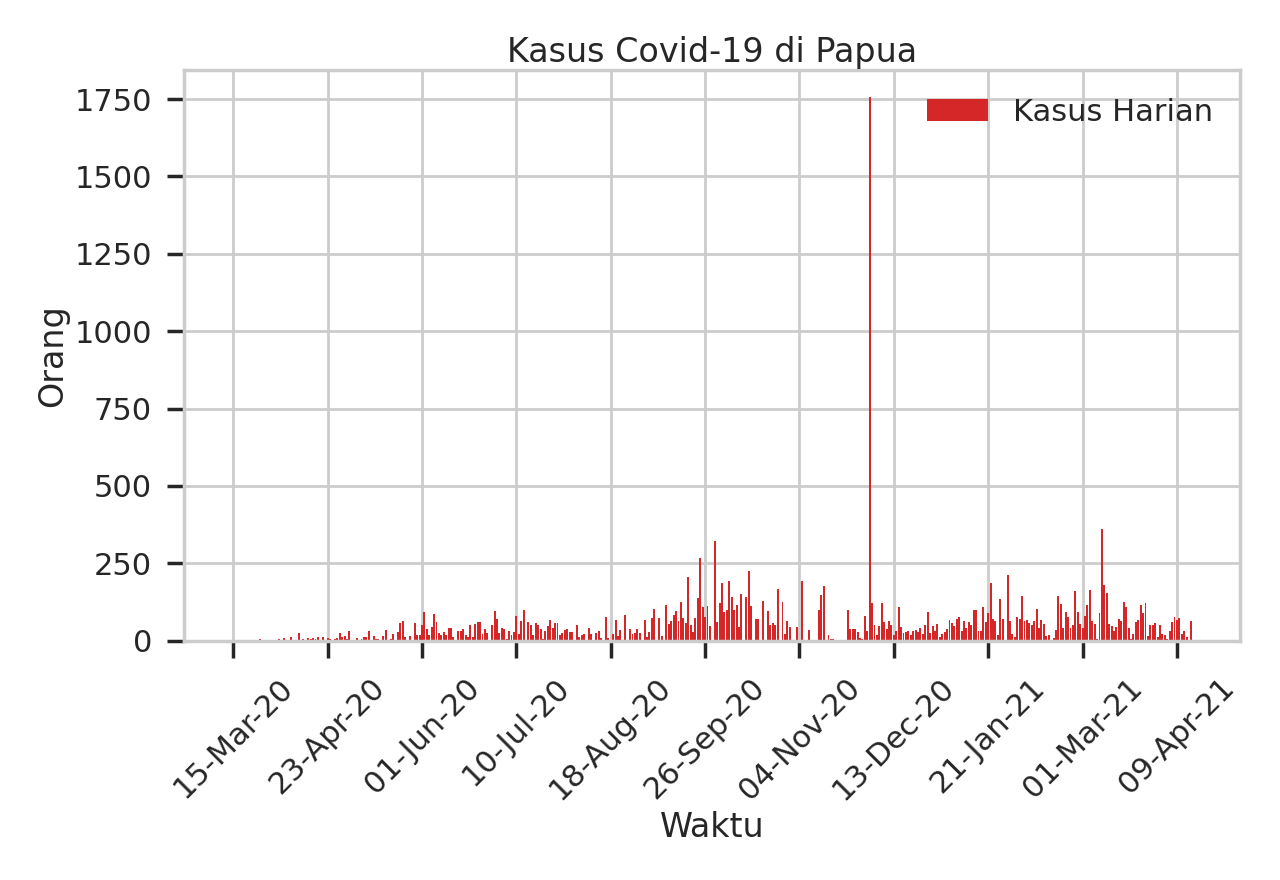 Kasus Covid-19 di Papua
Kasus Harian
Orang
1750
1500
1250
1000
750
500
250
0
15-Mar-20
23-Apr-20
01-Jun-20
10-Jul-20
18-Aug-20
26-Sep-20
04-Nov-20
13-Dec-20
21-Jan-21
01-Mar-21
09-Apr-21
Waktu